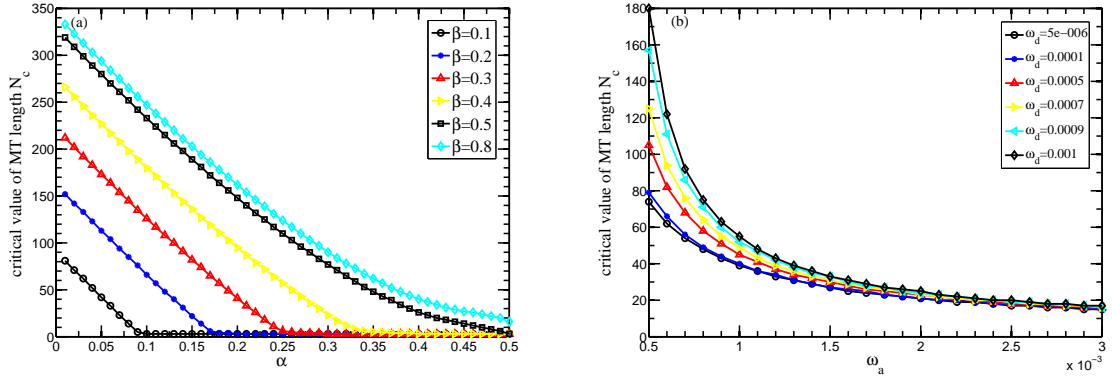 (a)
critical value of MT length N_c
350
300
250
200
150
100
50
0
0 0.05 0.1 0.15 0.2 0.25 0.3 0.35 0.4 0.45 0.5
α
β=0.1
β=0.2
β=0.3
β=0.4
β=0.5
β=0.8
(b)
critical value of MT length N_c
180
160
140
120
100
80
60
40
20
0
0.5 1 1.5 2 2.5 3
x 10⁻³
ω_a
ω_d=5e−006
ω_d=0.0001
ω_d=0.0005
ω_d=0.0007
ω_d=0.0009
ω_d=0.001